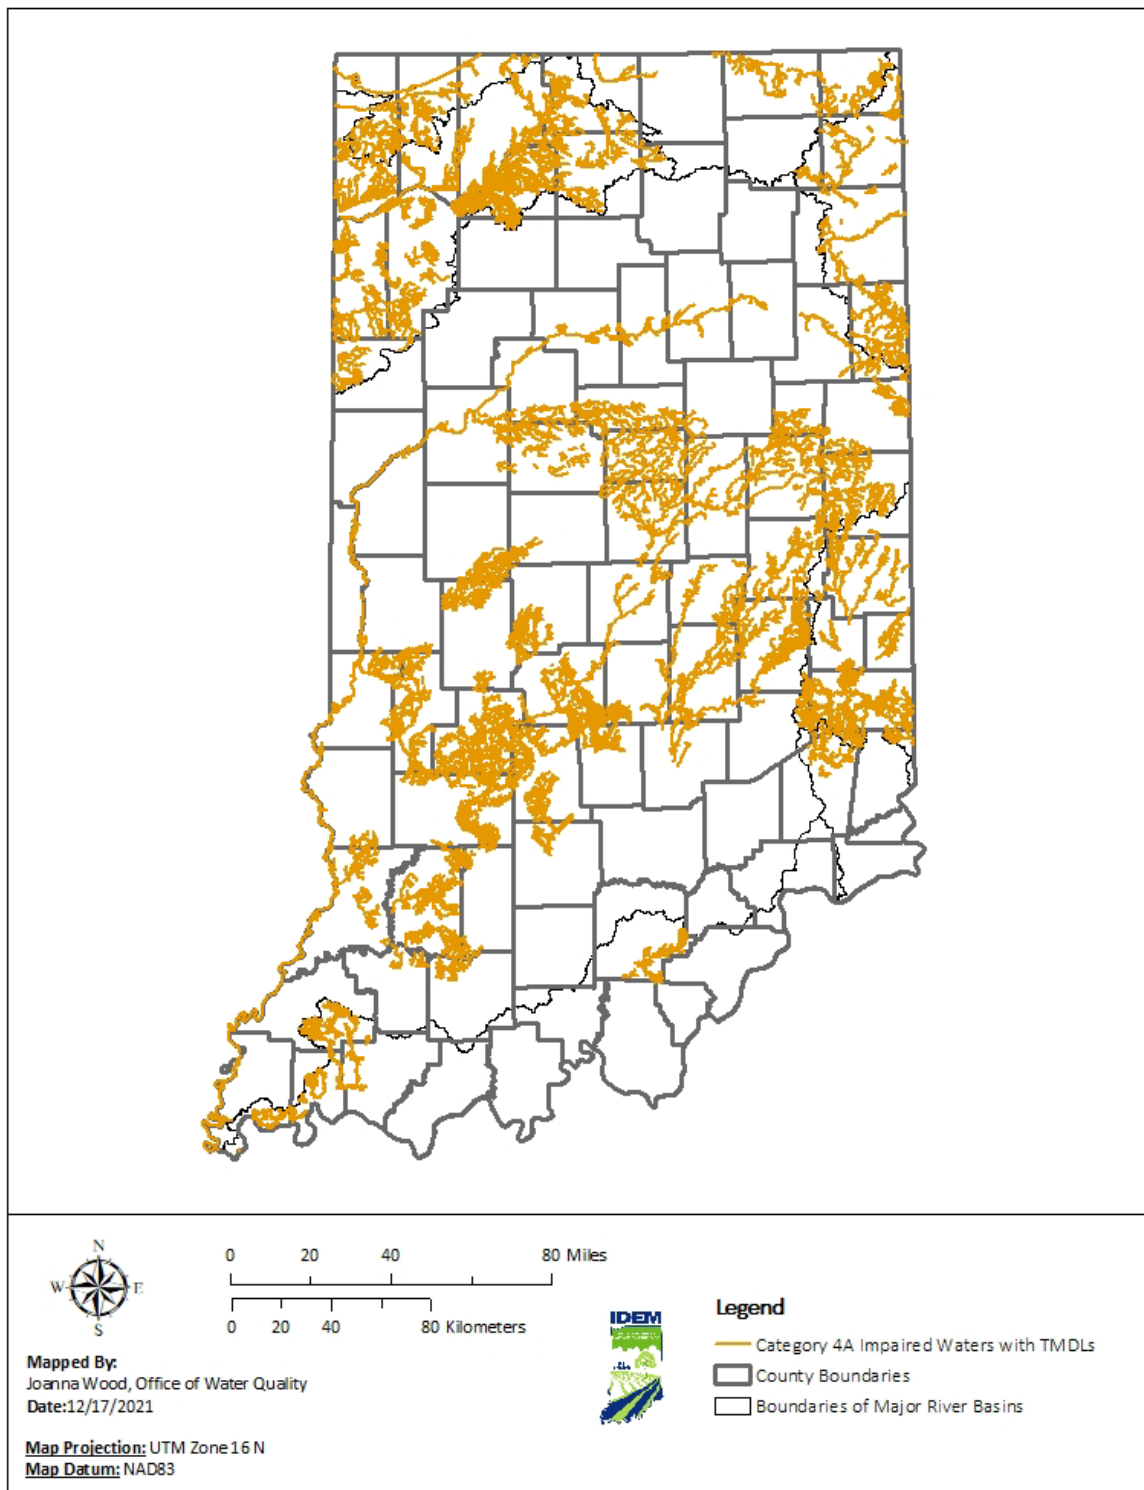 N
W E
S
0 20 40 80 Miles
0 20 40 80 Kilometers
Mapped By:
Joanna Wood, Office of Water Quality
Date:12/17/2021
Map Projection: UTM Zone 16 N
Map Datum: NAD83
IDEM
Legend
Category 4A Impaired Waters with TMDLs
County Boundaries
Boundaries of Major River Basins